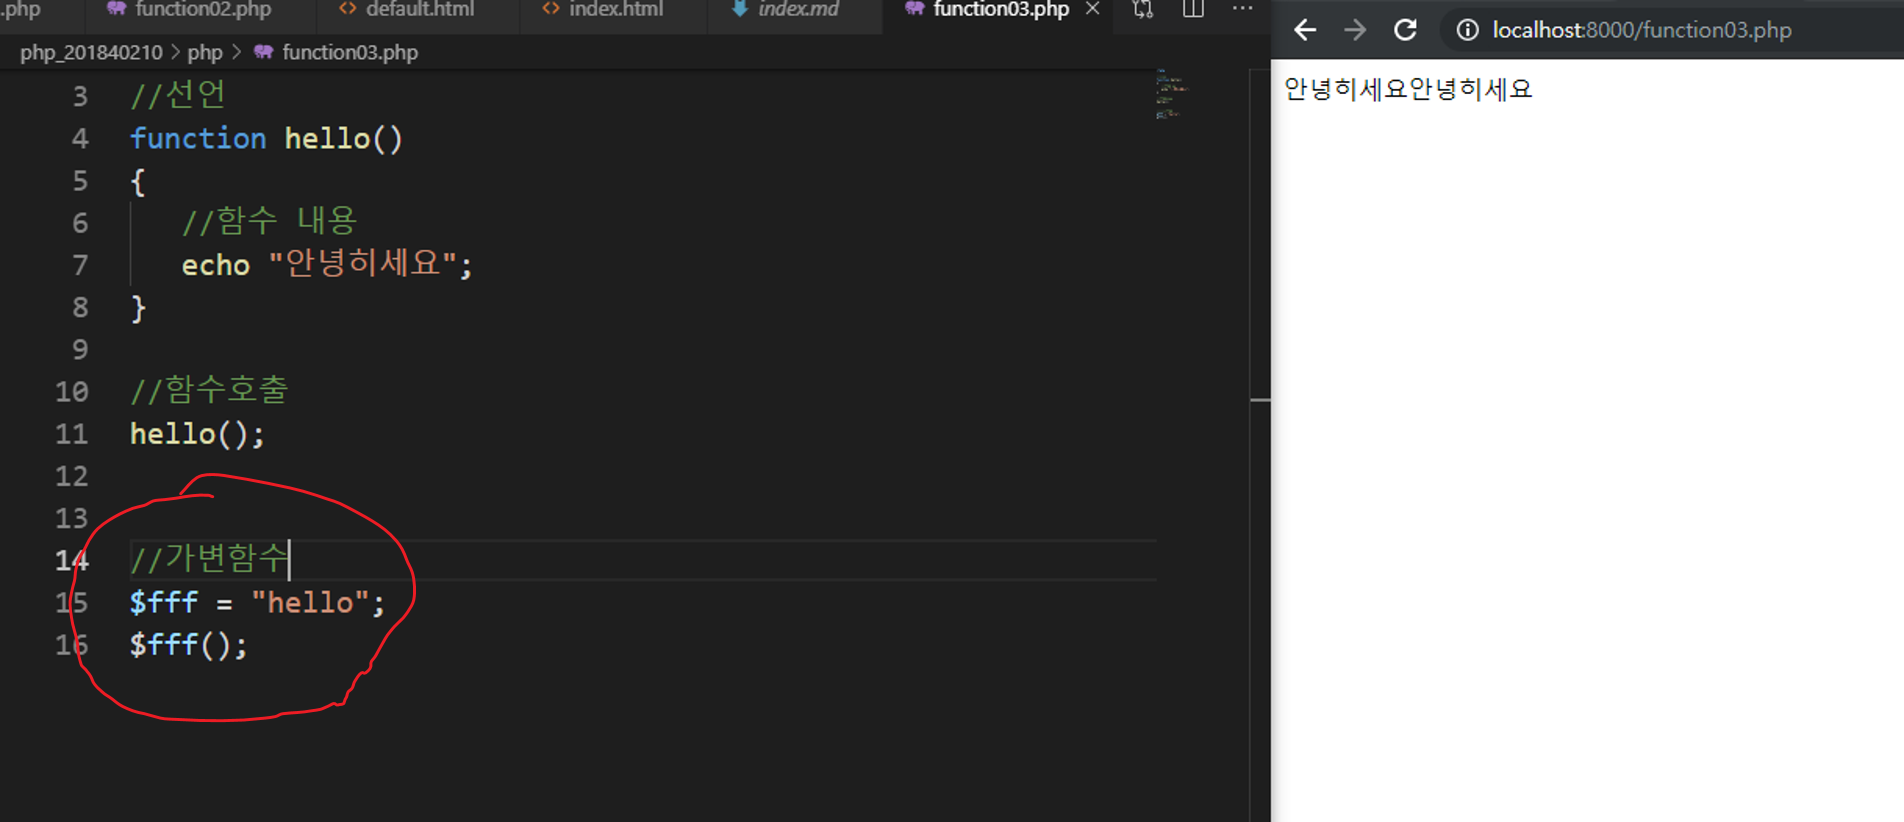 .php function02.php default.html index.html index.md function03.php
php_201840210 > php > function03.php
3 //선언
4 function hello()
5 {
6 //함수 내용
7 echo "안녕히세요";
8 }
9
10 //함수호출
11 hello();
12
13
14 //가변함수
15 $fff = "hello";
16 $fff();
localhost:8000/function03.php
안녕히세요안녕히세요